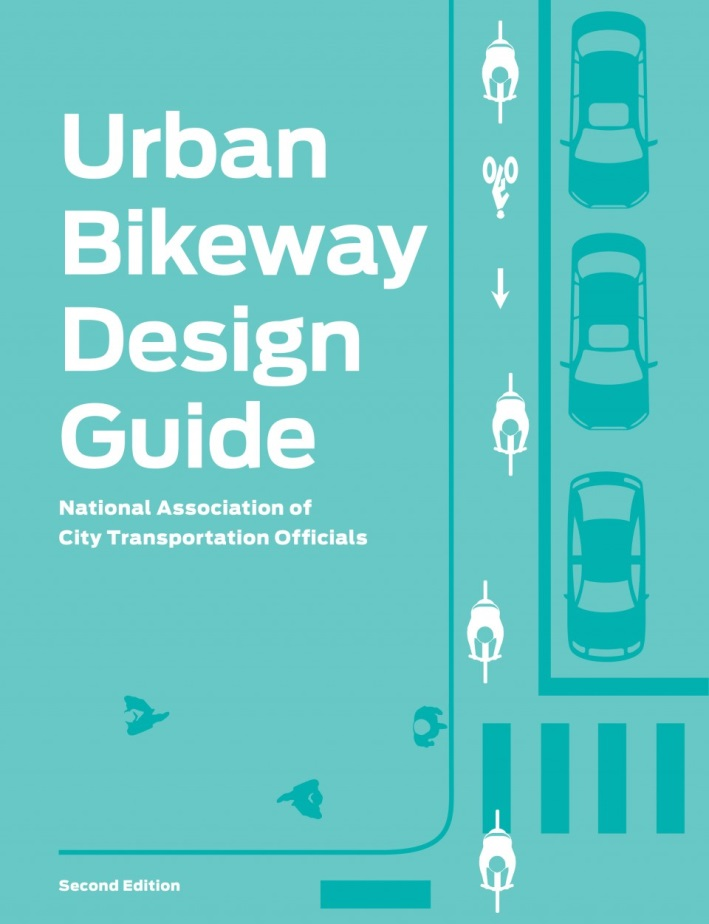 Urban
Bikeway
Design
Guide
National Association of
City Transportation Officials
Second Edition